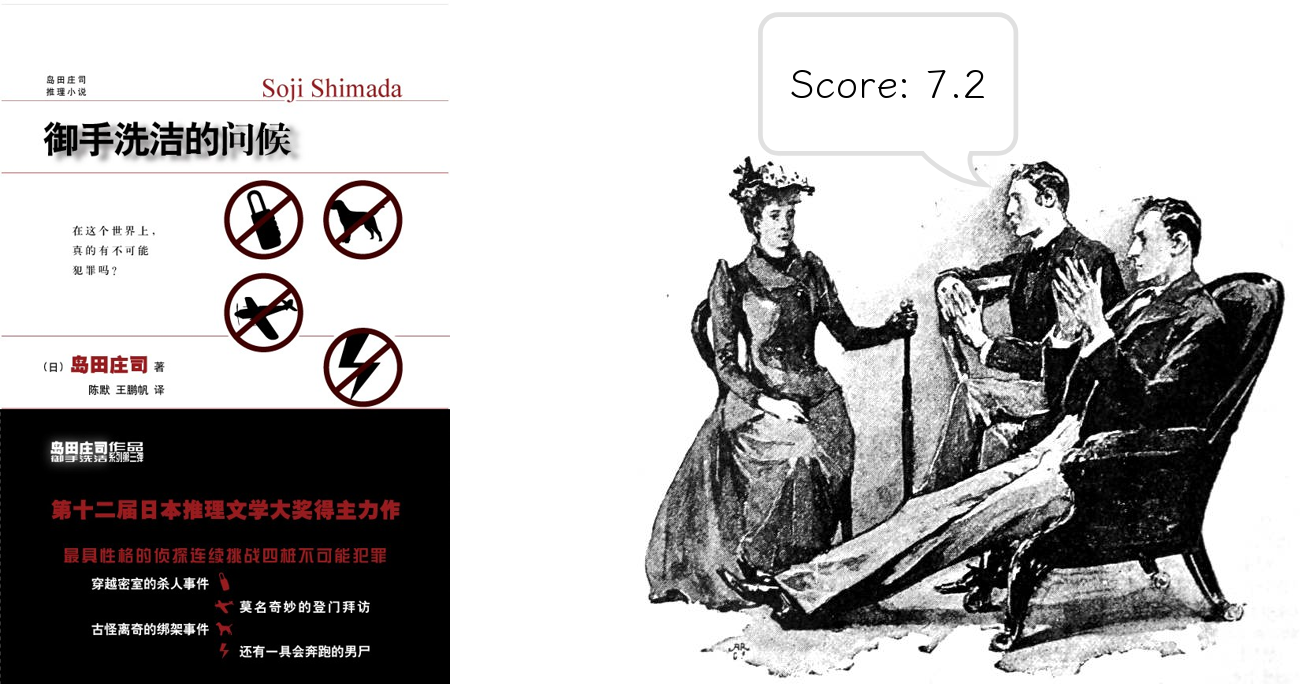 岛田庄司
推理小说
Soji Shimada
御手洗洁的问候
在这个世界上，
真的有不可能
犯罪吗？
（日）岛田庄司 著
陈默 王鹏帆 译
岛田庄司作品
御手洗洁系列第三弹
第十二届日本推理文学大奖得主力作
最具性格的侦探连续挑战四桩不可能犯罪
穿越密室的杀人事件
莫名奇妙的登门拜访
古怪离奇的绑架事件
还有一具会奔跑的男尸
Score: 7.2